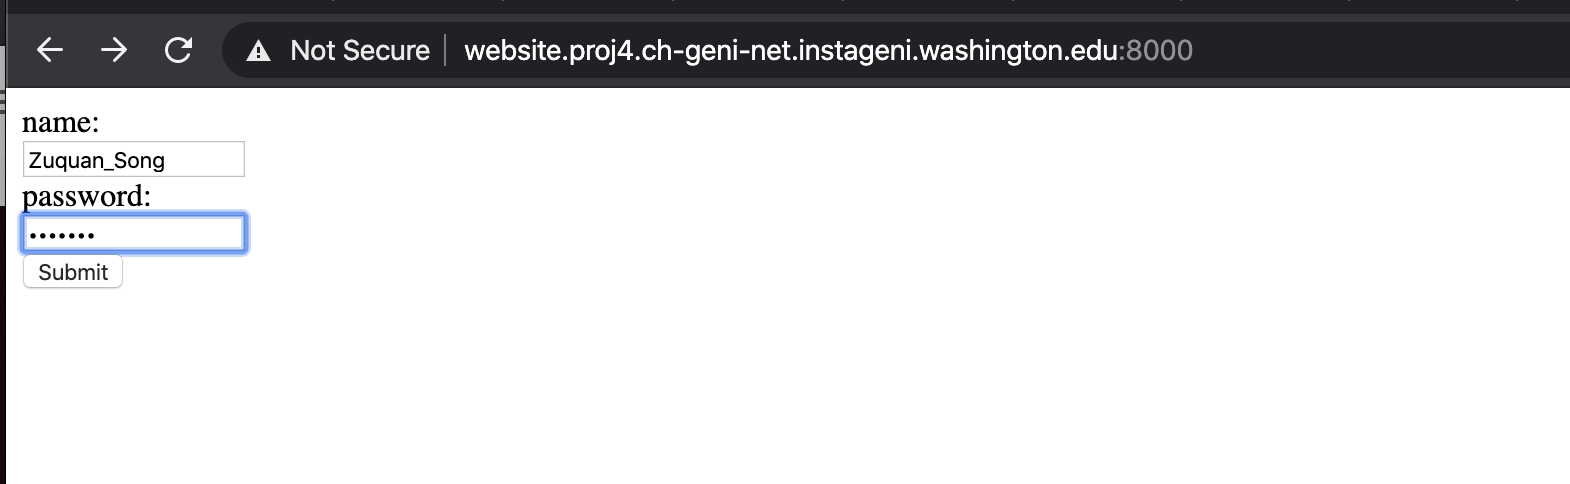 Not Secure website.proj4.ch-geni-net.instageni.washington.edu:8000
name:
Zuquan_Song
password:
•••••••
Submit